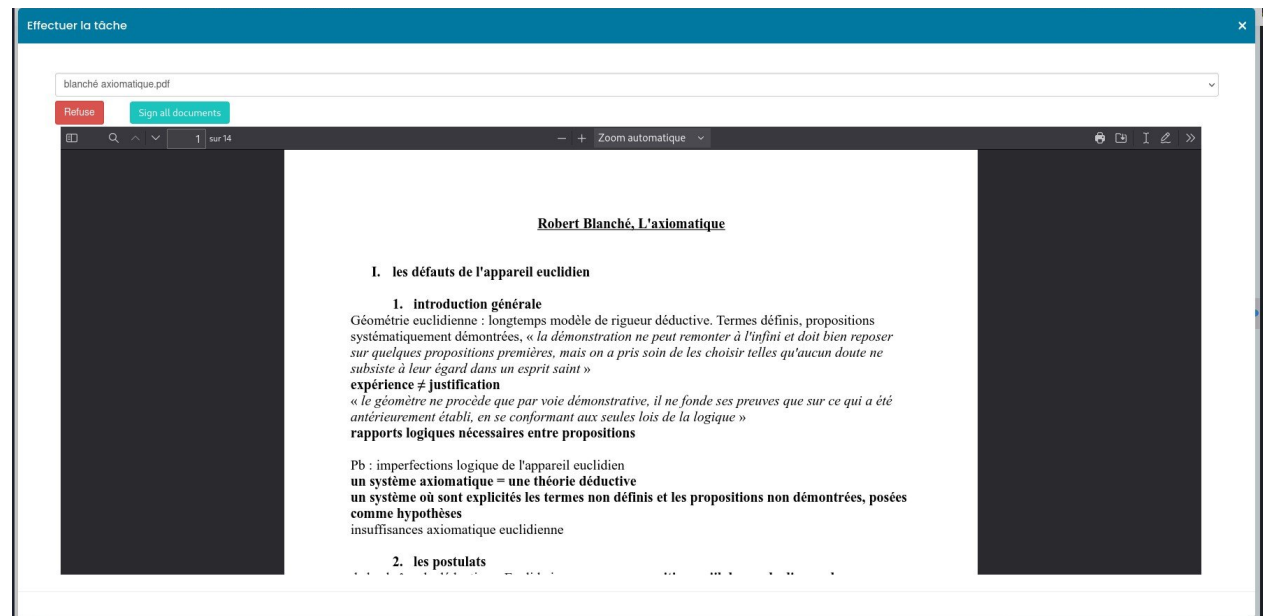 Effectuer la tâche ×
blanché axiomatique.pdf
Refuse Sign all documents
1 sur 14 − + Zoom automatique
Robert Blanché, L'axiomatique
I. les défauts de l'appareil euclidien
1. introduction générale
Géométrie euclidienne : longtemps modèle de rigueur déductive. Termes définis, propositions
systématiquement démontrées, « la démonstration ne peut remonter à l'infini et doit bien reposer
sur quelques propositions premières, mais on a pris soin de les choisir telles qu'aucun doute ne
subsiste à leur égard dans un esprit saint »
expérience ≠ justification
« le géomètre ne procède que par voie démonstrative, il ne fonde ses preuves que sur ce qui a été
antérieurement établi, en se conformant aux seules lois de la logique »
rapports logiques nécessaires entre propositions
Pb : imperfections logique de l'appareil euclidien
un système axiomatique = une théorie déductive
un système où sont explicités les termes non définis et les propositions non démontrées, posées
comme hypothèses
insuffisances axiomatique euclidienne
2. les postulats